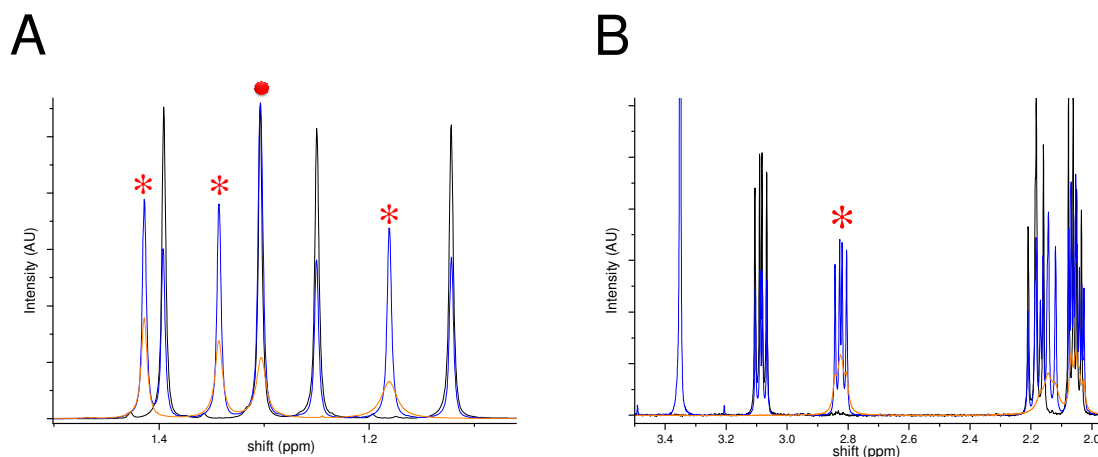 A
B
Intensity (AU)
1.4
1.2
shift (ppm)
Intensity (AU)
3.4
3.2
3.0
2.8
2.6
2.4
2.2
2.0
shift (ppm)